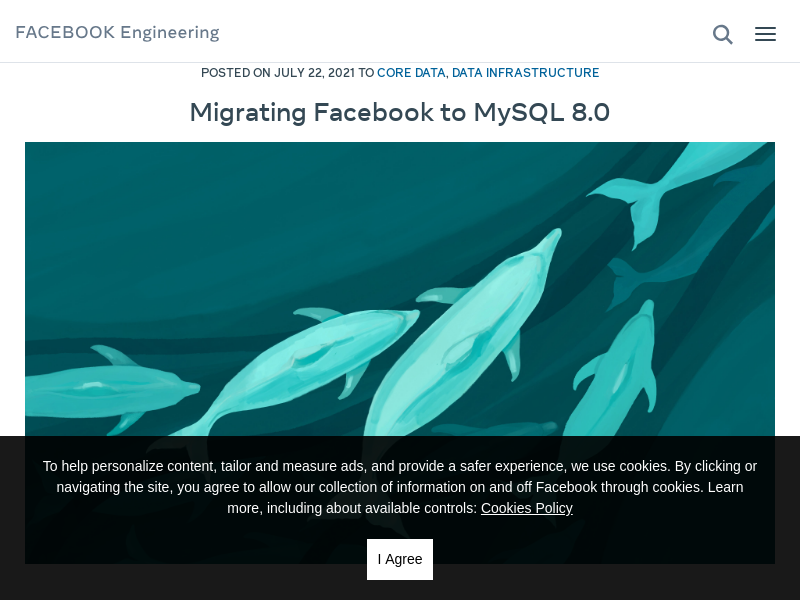 FACEBOOK Engineering
POSTED ON JULY 22, 2021 TO CORE DATA, DATA INFRASTRUCTURE
Migrating Facebook to MySQL 8.0
To help personalize content, tailor and measure ads, and provide a safer experience, we use cookies. By clicking or
navigating the site, you agree to allow our collection of information on and off Facebook through cookies. Learn
more, including about available controls: Cookies Policy
I Agree